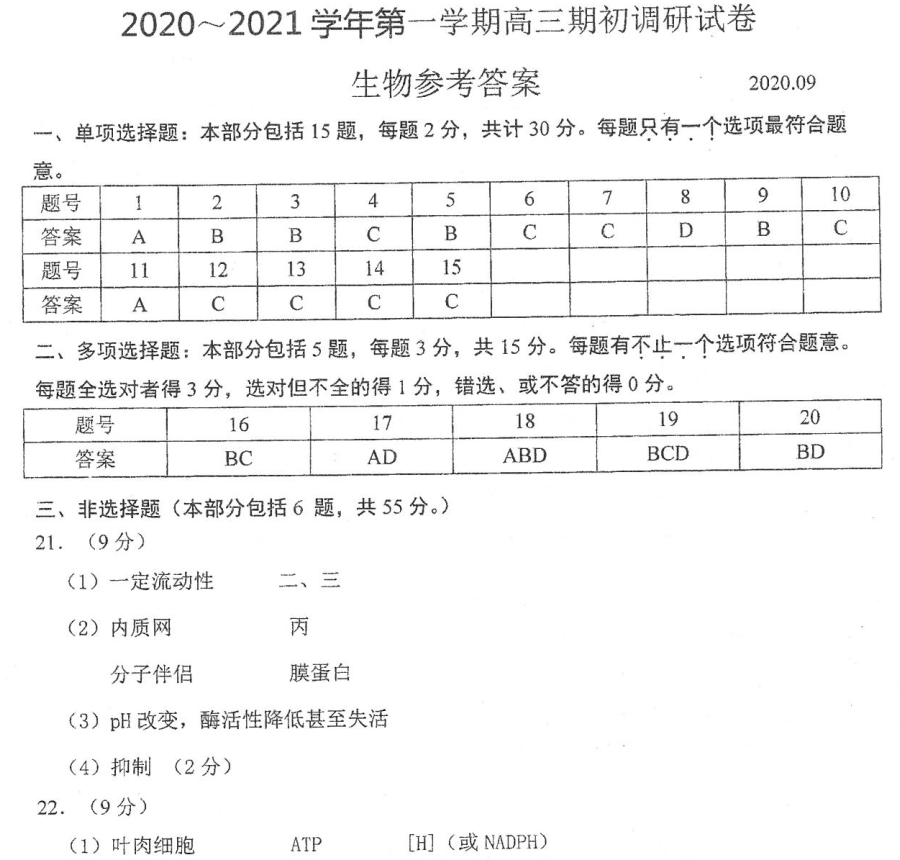 2020～2021 学年第一学期高三期初调研试卷
生物参考答案 2020.09
一、单项选择题：本部分包括 15 题，每题 2 分，共计 30 分。每题只有一个选项最符合题
意。
题号 1 2 3 4 5 6 7 8 9 10
答案 A B B C B C C D B C
题号 11 12 13 14 15
答案 A C C C C
二、多项选择题：本部分包括 5 题，每题 3 分，共 15 分。每题有不止一个选项符合题意。
每题全选对者得 3 分，选对但不全的得 1 分，错选、或不答的得 0 分。
题号 16 17 18 19 20
答案 BC AD ABD BCD BD
三、非选择题（本部分包括 6 题，共 55 分。）
21. （9 分）
（1）一定流动性 二、三
（2）内质网 丙
分子伴侣 膜蛋白
（3）pH 改变，酶活性降低甚至失活
（4）抑制 （2 分）
22. （9 分）
（1）叶肉细胞 ATP [H]（或 NADPH）